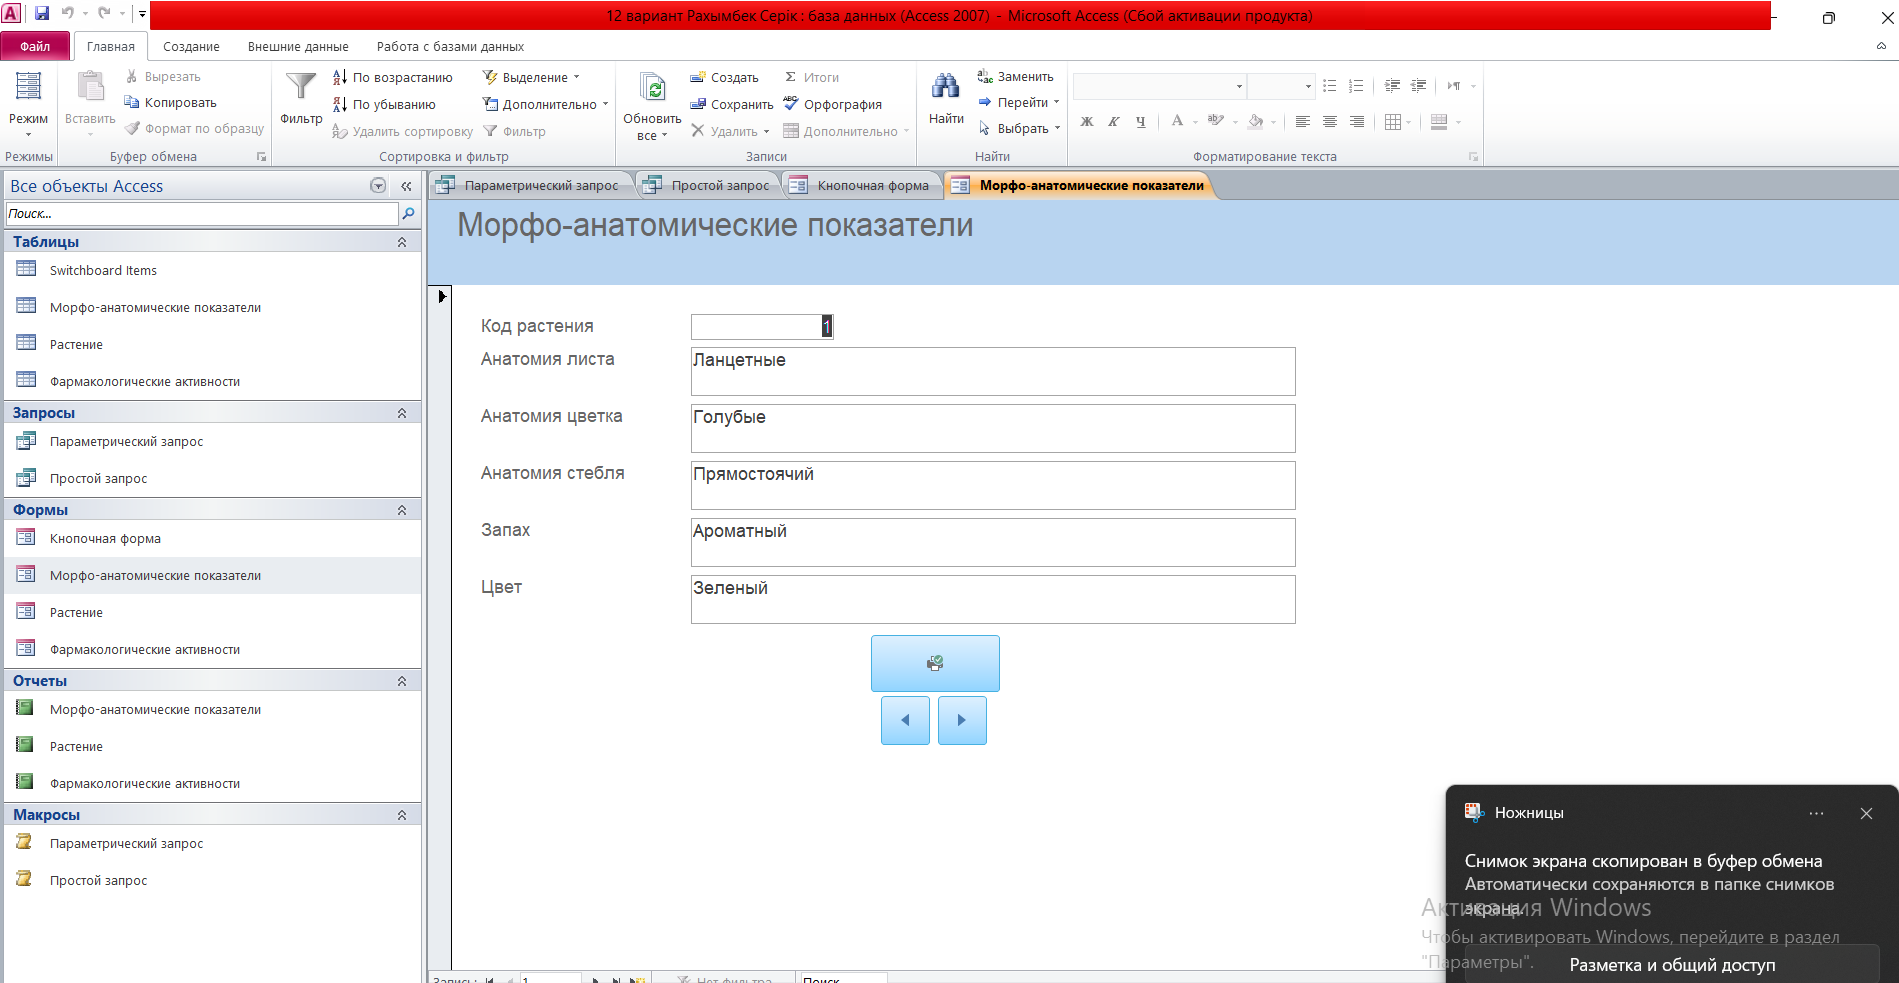 12 вариант Рахымбек Серік : база данных (Access 2007) - Microsoft Access (Сбой активации продукта)
Файл Главная Создание Внешние данные Работа с базами данных
Режим
Режимы
Вставить
Вырезать
Копировать
Формат по образцу
Буфер обмена
Фильтр
По возрастанию
По убыванию
Удалить сортировку
Выделение
Дополнительно
Фильтр
Сортировка и фильтр
Обновить
все
Создать
Сохранить
Удалить
Итоги
Орфография
Дополнительно
Записи
Найти
Заменить
Перейти
Выбрать
Найти
Ж К Ч А
Форматирование текста
Все объекты Access
Поиск...
Таблицы
Switchboard Items
Морфо-анатомические показатели
Растение
Фармакологические активности
Запросы
Параметрический запрос
Простой запрос
Формы
Кнопочная форма
Морфо-анатомические показатели
Растение
Фармакологические активности
Отчеты
Морфо-анатомические показатели
Растение
Фармакологические активности
Макросы
Параметрический запрос
Простой запрос
Параметрический запрос Простой запрос Кнопочная форма Морфо-анатомические показатели
Морфо-анатомические показатели
Код растения 1
Анатомия листа Ланцетные
Анатомия цветка Голубые
Анатомия стебля Прямостоячий
Запах Ароматный
Цвет Зеленый
Запись: 1 Нет фильтра Поиск
Ножницы
Снимок экрана скопирован в буфер обмена
Автоматически сохраняются в папке снимков
экрана.
Активация Windows
Чтобы активировать Windows, перейдите в раздел
"Параметры".
Разметка и общий доступ